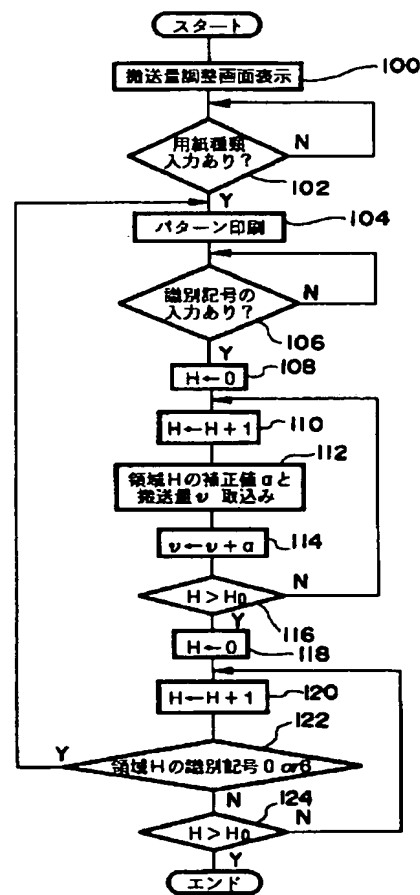 スタート
搬送量調整画面表示
100
用紙種類
入力あり?
N
102
Y
パターン印刷
104
識別記号の
入力あり?
N
106
Y
108
H←0
H←H+1
110
112
領域Hの補正値αと
搬送量ν 取込み
ν←ν+α
114
H>H0
N
116
Y
H←0
118
H←H+1
120
122
Y
領域Hの識別記号0 or6
N
124
H>H0
N
Y
エンド